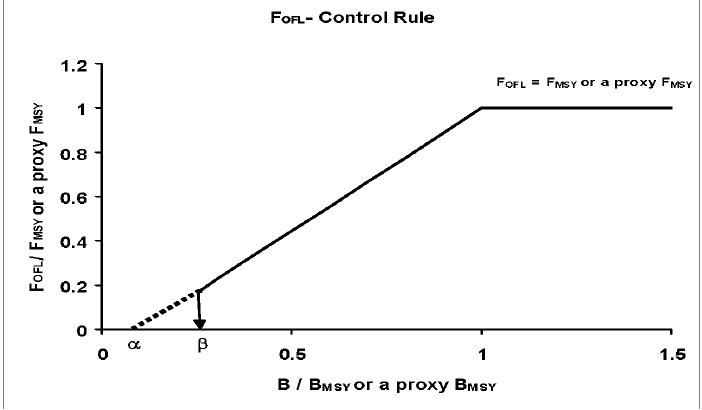 FOFL- Control Rule
FOFL = FMSY or a proxy FMSY
FOFL/ FMSY or a proxy FMSY
1.2
1
0.8
0.6
0.4
0.2
0
0 α β 0.5 1 1.5
B / BMSY or a proxy BMSY